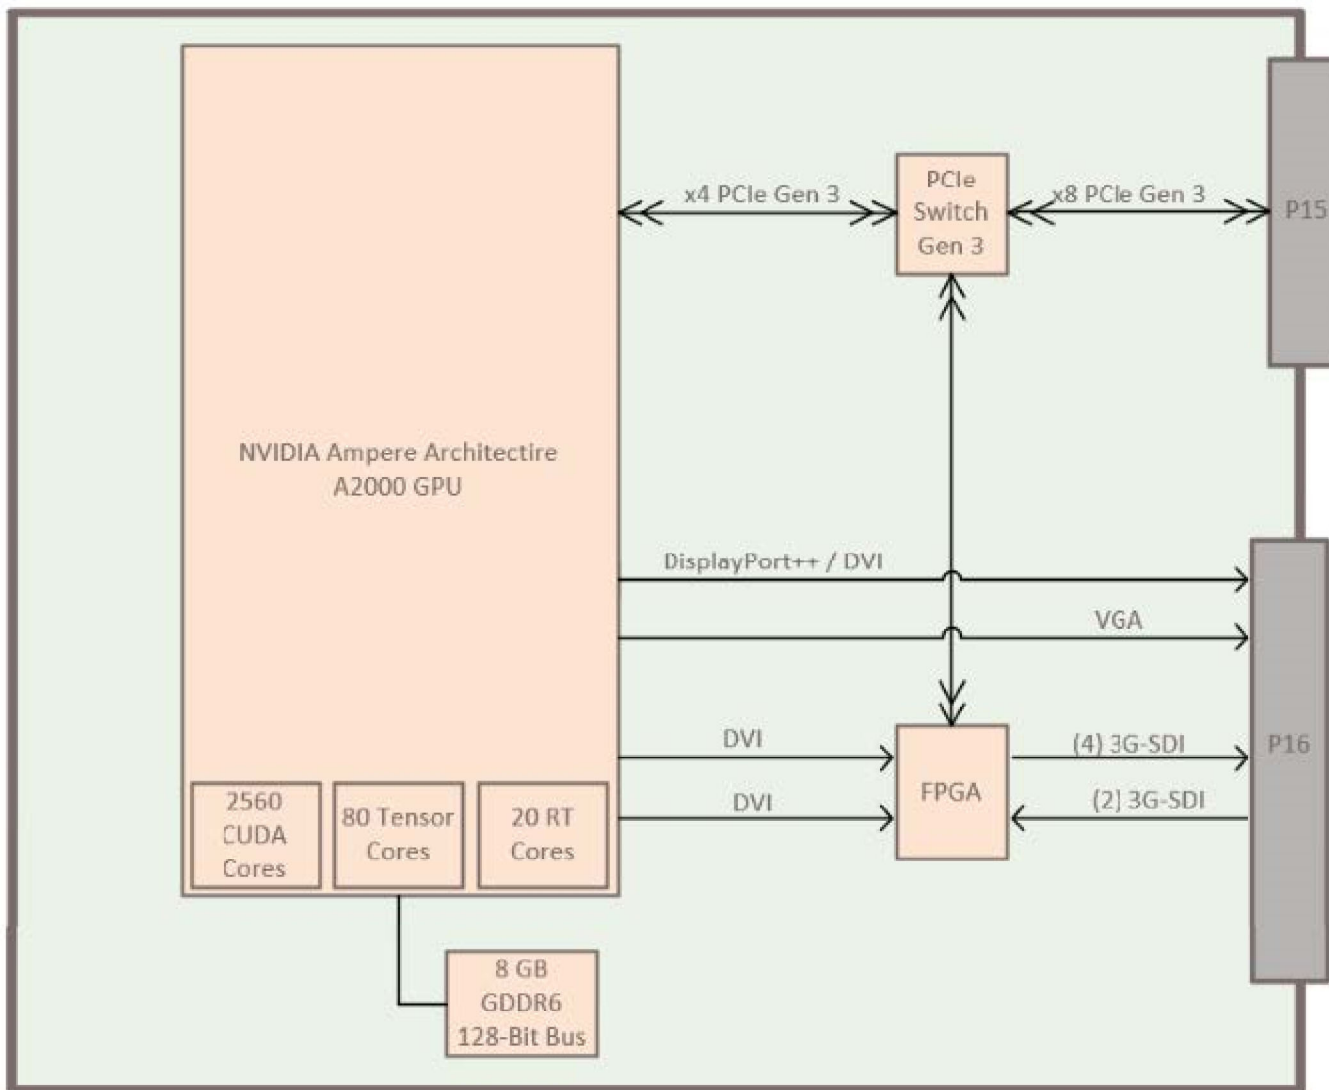 x4 PCIe Gen 3
PCIe
Switch
Gen 3
x8 PCIe Gen 3
P15
NVIDIA Ampere Architectire
A2000 GPU
DisplayPort++ / DVI
VGA
DVI
(4) 3G-SDI
P16
FPGA
DVI
(2) 3G-SDI
2560
CUDA
Cores
80 Tensor
Cores
20 RT
Cores
8 GB
GDDR6
128-Bit Bus